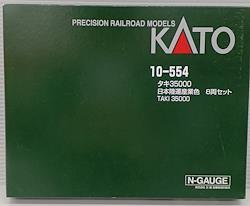 PRECISION RAILROAD MODELS
KATO
10-554
タキ35000
日本陸運産業色 8両セット
TAKI 35000
N-GAUGE